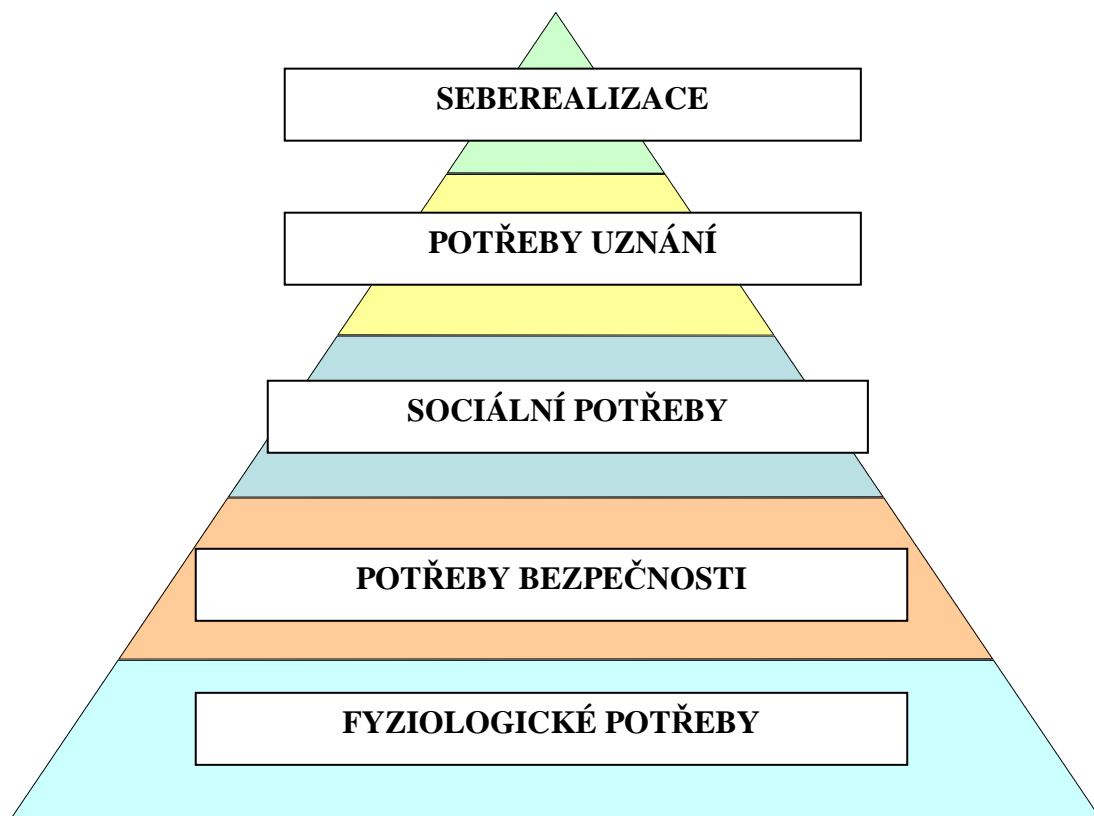 SEBEREALIZACE
POTŘEBY UZNÁNÍ
SOCIÁLNÍ POTŘEBY
POTŘEBY BEZPEČNOSTI
FYZIOLOGICKÉ POTŘEBY